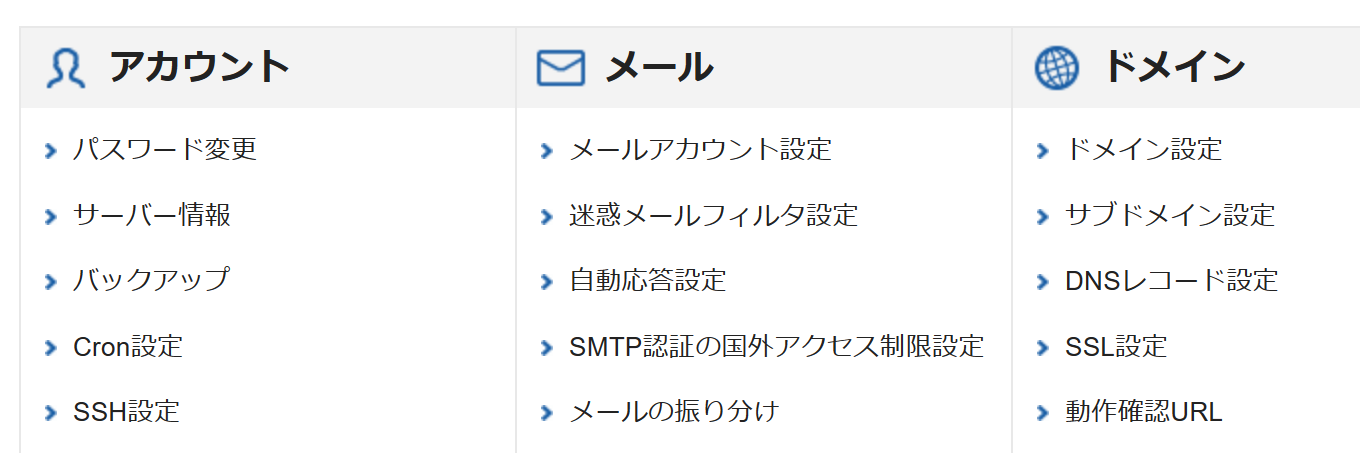 アカウント
パスワード変更
サーバー情報
バックアップ
Cron設定
SSH設定
メール
メールアカウント設定
迷惑メールフィルタ設定
自動応答設定
SMTP認証の国外アクセス制限設定
メールの振り分け
ドメイン
ドメイン設定
サブドメイン設定
DNSレコード設定
SSL設定
動作確認URL